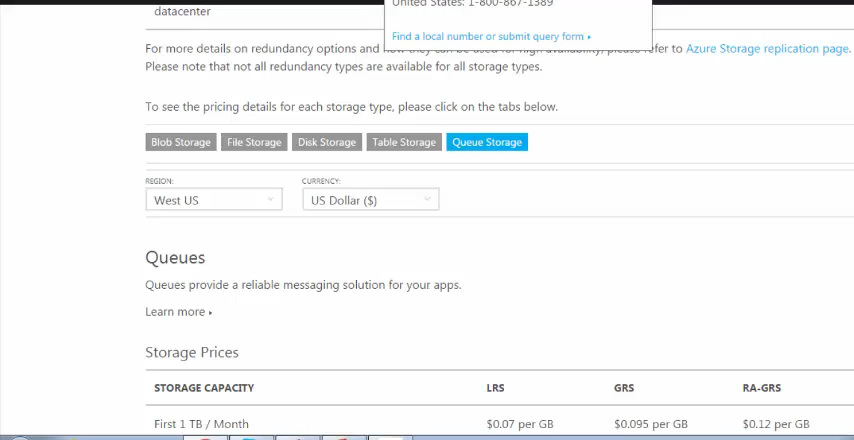 datacenter
United States: 1-800-867-1389
Find a local number or submit query form ▸
For more details on redundancy options and how they can be used for high availability, please refer to Azure Storage replication page.
Please note that not all redundancy types are available for all storage types.
To see the pricing details for each storage type, please click on the tabs below.
Blob Storage File Storage Disk Storage Table Storage Queue Storage
REGION: CURRENCY:
West US US Dollar ($)
Queues
Queues provide a reliable messaging solution for your apps.
Learn more ▸
Storage Prices
STORAGE CAPACITY LRS GRS RA-GRS
First 1 TB / Month $0.07 per GB $0.095 per GB $0.12 per GB